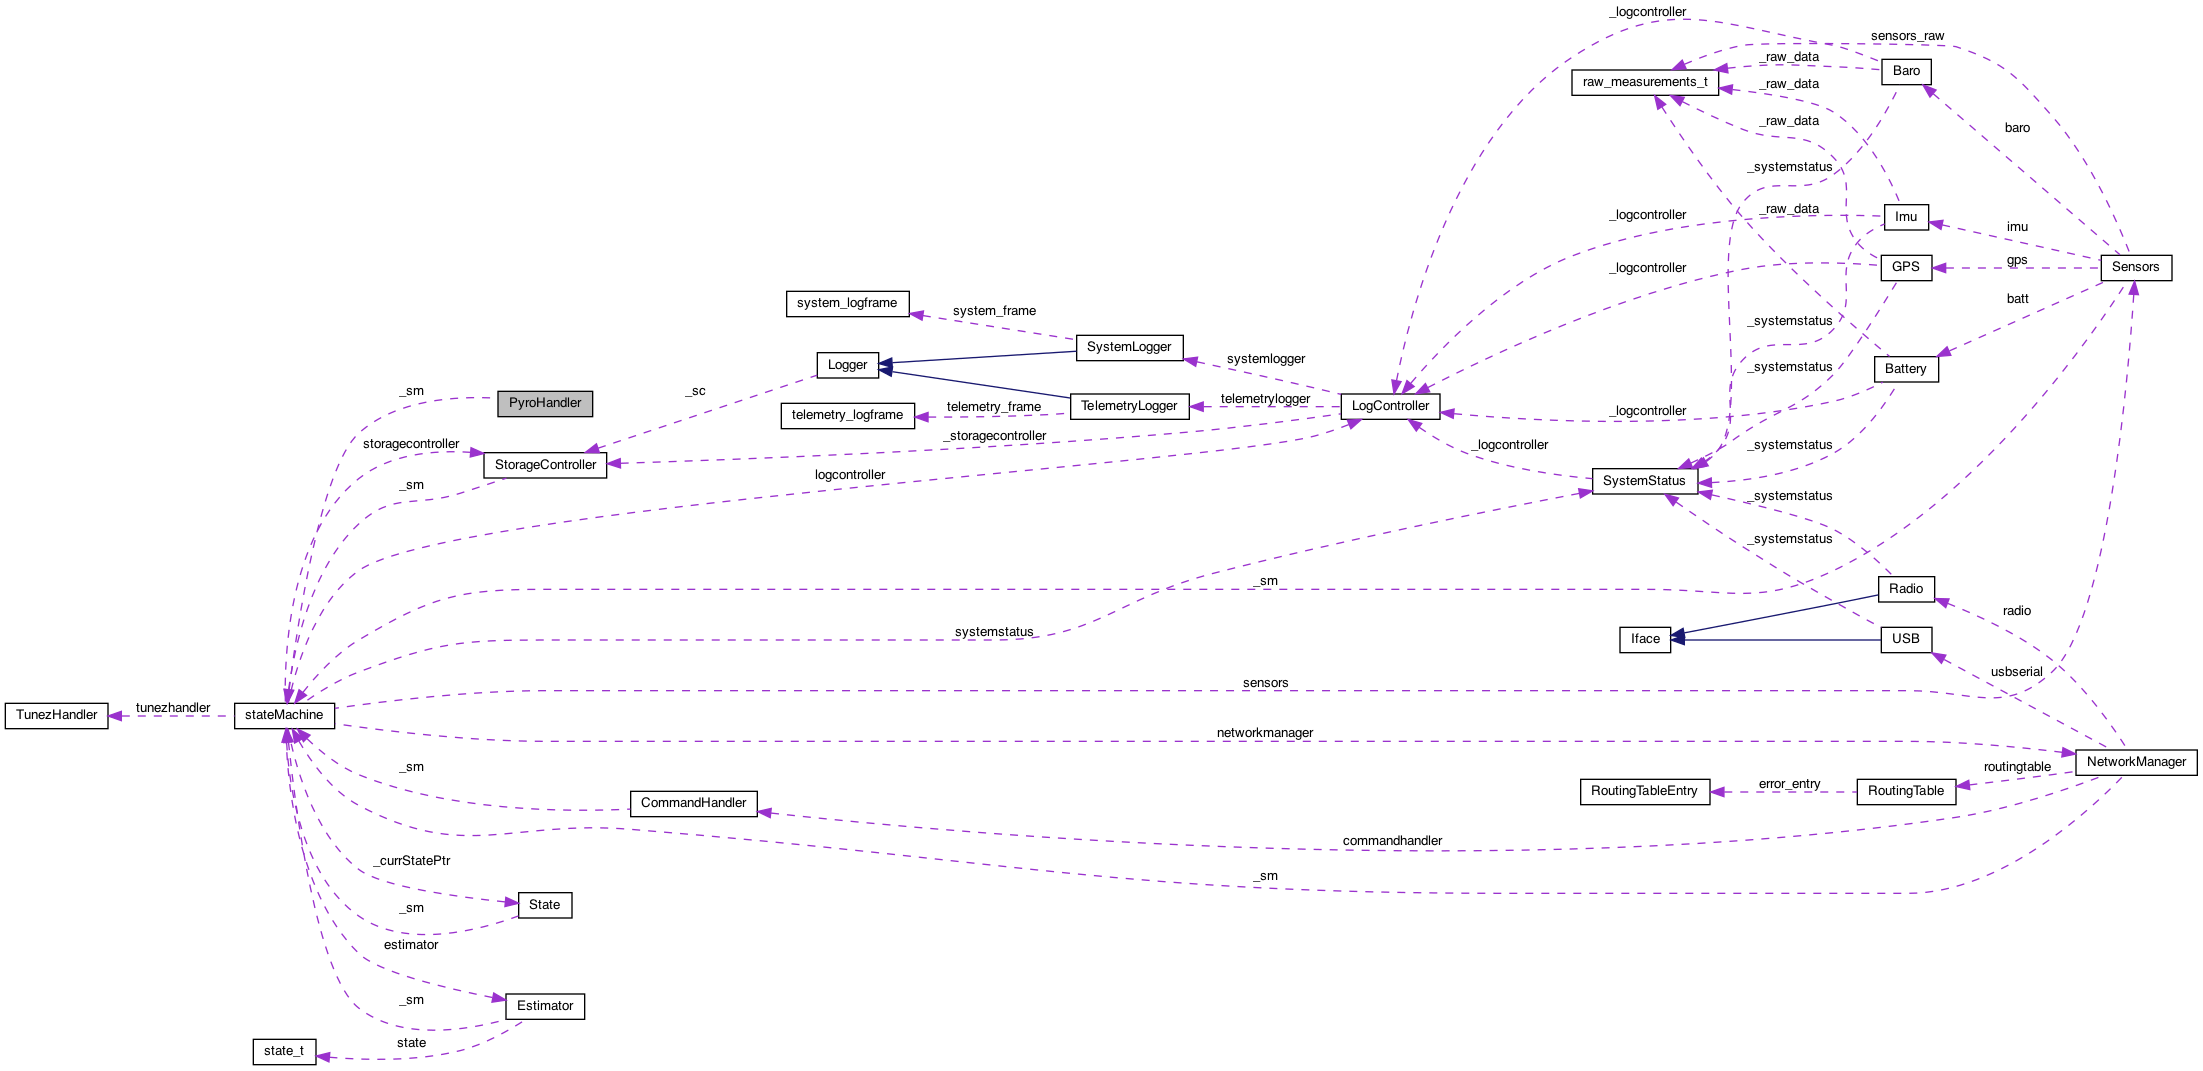 _logcontroller
sensors_raw
_raw_data
Baro
raw_measurements_t
_raw_data
_raw_data
baro
_systemstatus
_raw_data
_logcontroller
Imu
imu
_logcontroller
GPS
gps
Sensors
system_logframe
system_frame
batt
_systemstatus
SystemLogger
systemlogger
Logger
_systemstatus
Battery
_sm
PyroHandler
_sc
telemetry_logframe
telemetry_frame
TelemetryLogger
telemetrylogger
LogController
_logcontroller
storagecontroller
_storagecontroller
_logcontroller
_systemstatus
StorageController
logcontroller
_sm
SystemStatus
_systemstatus
_systemstatus
_sm
Radio
radio
systemstatus
Iface
USB
usbserial
sensors
TunezHandler
tunezhandler
stateMachine
networkmanager
_sm
NetworkManager
routingtable
error_entry
RoutingTableEntry
RoutingTable
CommandHandler
commandhandler
_currStatePtr
_sm
State
_sm
estimator
_sm
Estimator
state
state_t